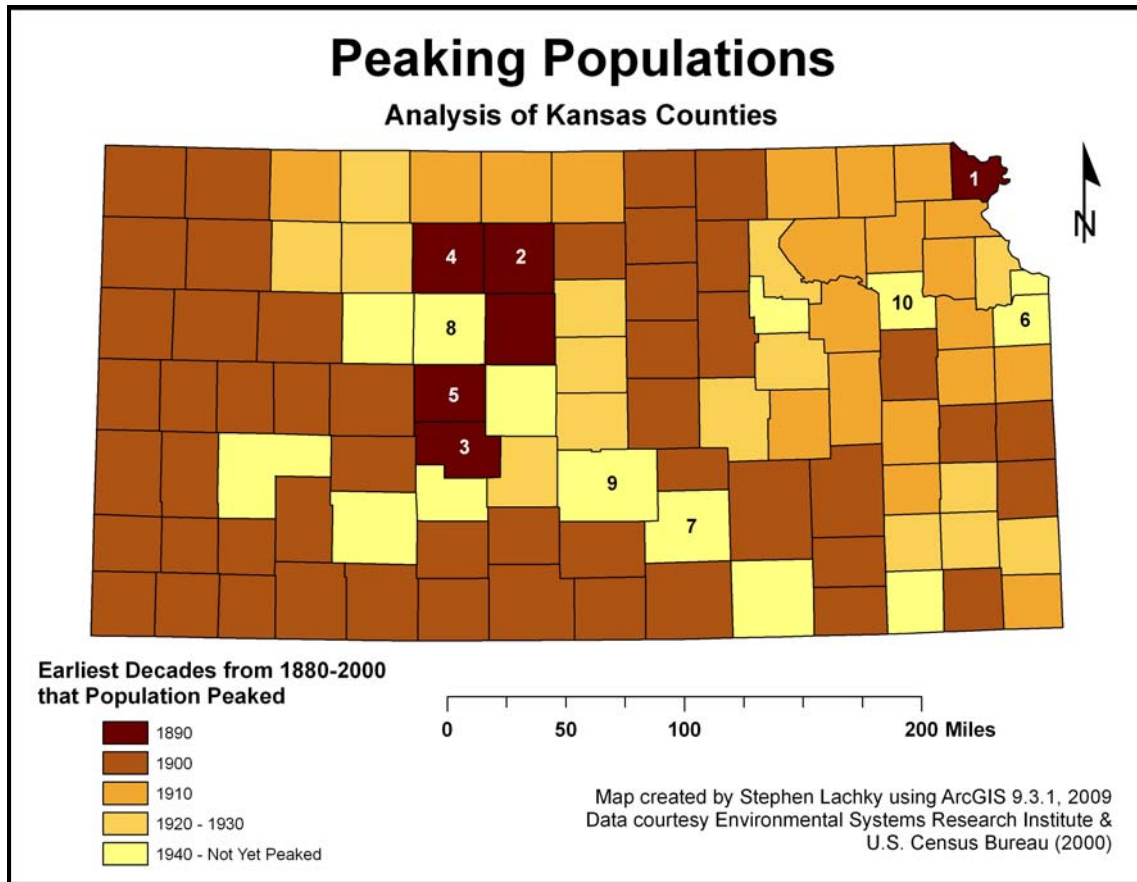 Peaking Populations
Analysis of Kansas Counties
N
1
4
2
10
8
6
5
3
9
7
Earliest Decades from 1880-2000
that Population Peaked
1890
1900
1910
1920 - 1930
1940 - Not Yet Peaked
0 50 100 200 Miles
Map created by Stephen Lachky using ArcGIS 9.3.1, 2009
Data courtesy Environmental Systems Research Institute &
U.S. Census Bureau (2000)